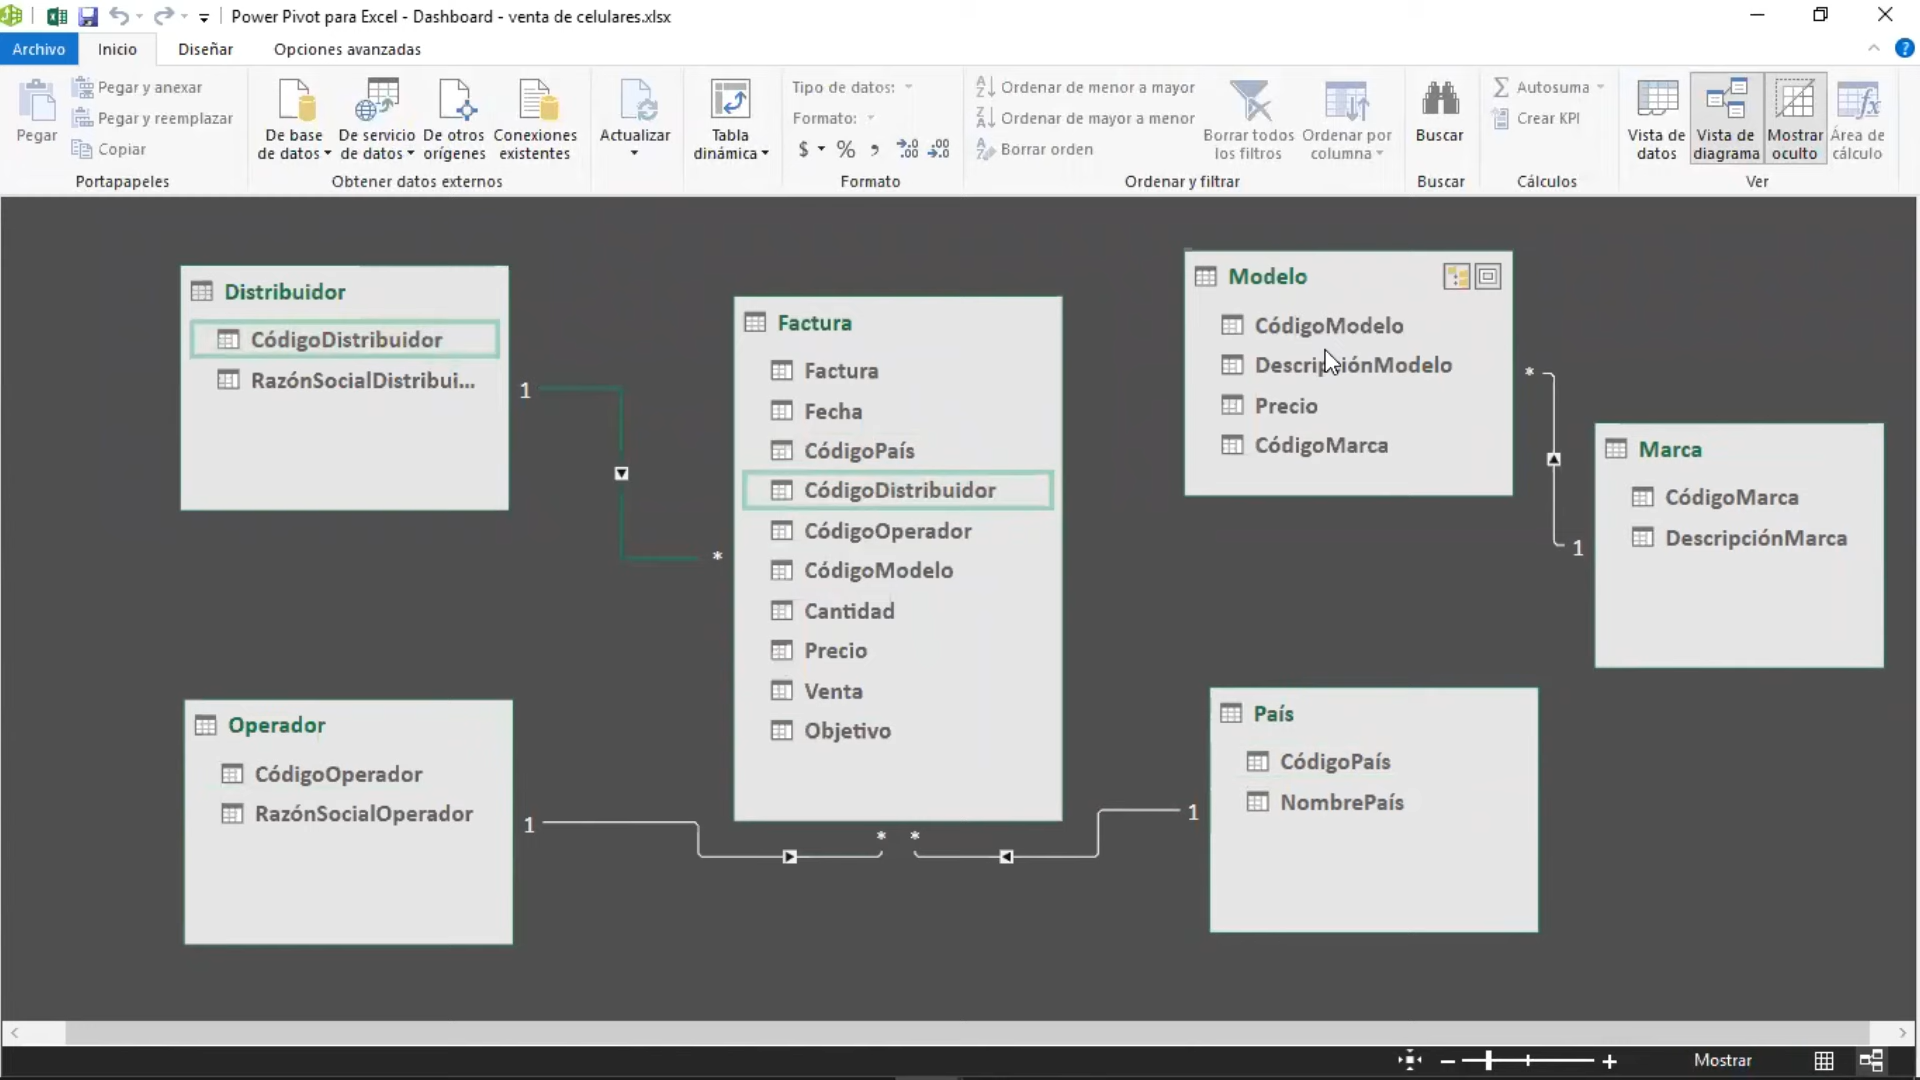 Power Pivot para Excel - Dashboard - venta de celulares.xlsx
Archivo
Inicio
Diseñar
Opciones avanzadas
?
Pegar
Pegar y anexar
Pegar y reemplazar
Copiar
Portapapeles
De base
de datos
De servicio
de datos
De otros
orígenes
Conexiones
existentes
Obtener datos externos
Actualizar
Tabla
dinámica
Tipo de datos:
Formato:
$ %
Formato
Ordenar de menor a mayor
Ordenar de mayor a menor
Borrar orden
Borrar todos
los filtros
Ordenar por
columna
Ordenar y filtrar
Buscar
Buscar
Autosuma
Crear KPI
Cálculos
Vista de
datos
Vista de
diagrama
Mostrar
oculto
Área de
cálculo
Ver
Distribuidor
CódigoDistribuidor
RazónSocialDistribui...
1
*
Factura
Factura
Fecha
CódigoPaís
CódigoDistribuidor
CódigoOperador
CódigoModelo
Cantidad
Precio
Venta
Objetivo
Modelo
CódigoModelo
DescripciónModelo
Precio
CódigoMarca
*
1
Marca
CódigoMarca
DescripciónMarca
Operador
CódigoOperador
RazónSocialOperador
1
* *
1
País
CódigoPaís
NombrePaís
Mostrar